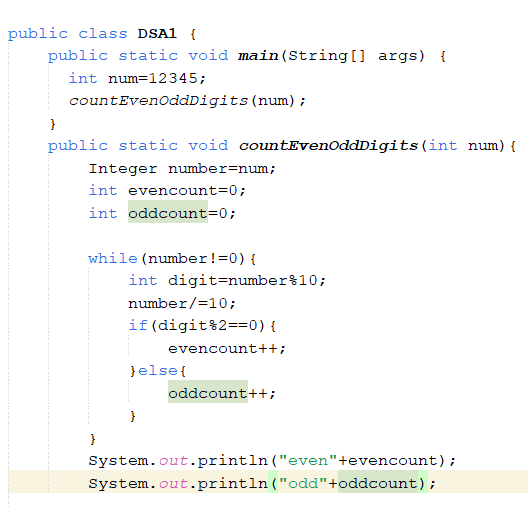 public class DSA1 {
public static void main(String[] args) {
int num=12345;
countEvenOddDigits(num);
}
public static void countEvenOddDigits(int num){
Integer number=num;
int evencount=0;
int oddcount=0;
while(number!=0){
int digit=number%10;
number/=10;
if(digit%2==0){
evencount++;
}else{
oddcount++;
}
}
System.out.println("even"+evencount);
System.out.println("odd"+oddcount);